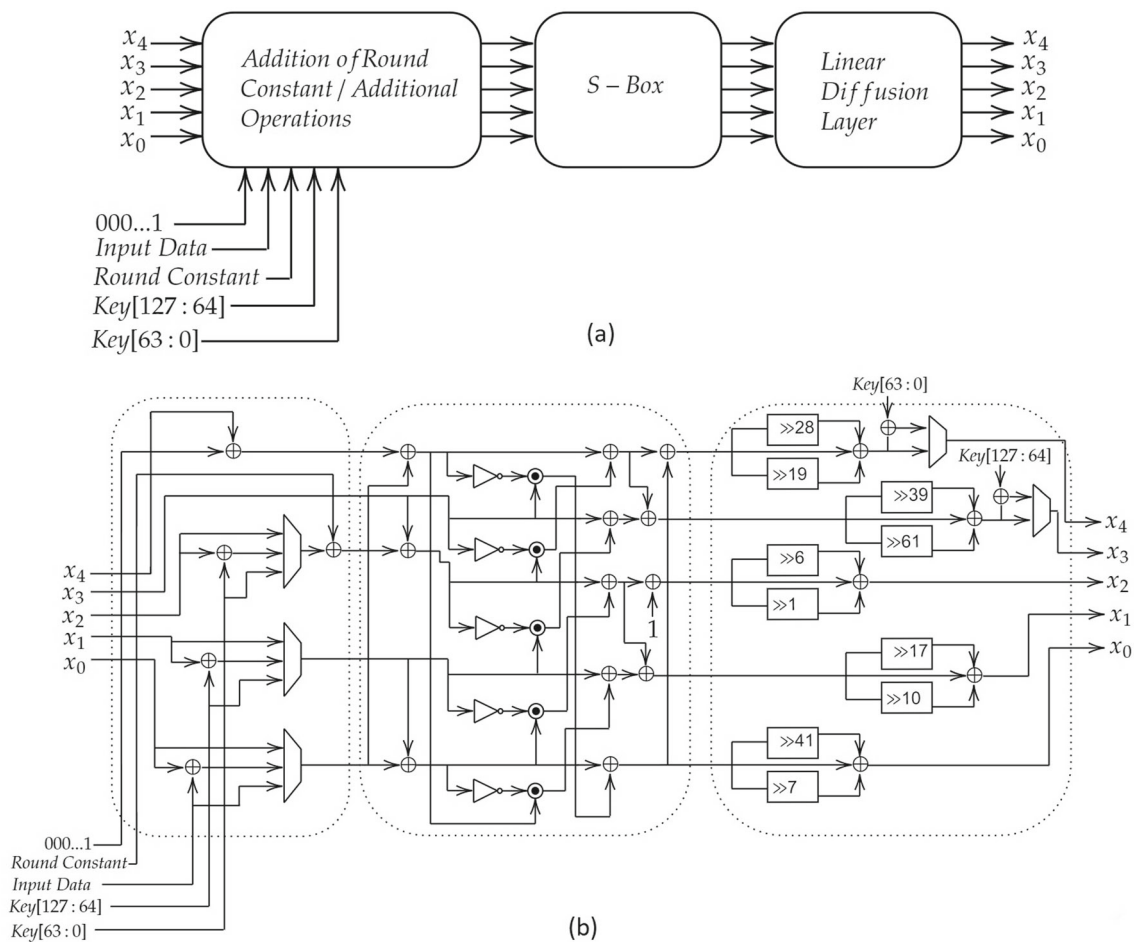 x4
x3
x2
x1
x0
Addition of Round
Constant / Additional
Operations
S − Box
Linear
Diffusion
Layer
x4
x3
x2
x1
x0
000...1
Input Data
Round Constant
Key[127 : 64]
Key[63 : 0]
(a)
Key[63 : 0]
≫28
≫19
Key[127 : 64]
≫39
≫61
≫6
≫1
1
≫17
≫10
≫41
≫7
x4
x3
x2
x1
x0
x4
x3
x2
x1
x0
000...1
Round Constant
Input Data
Key[127 : 64]
Key[63 : 0]
(b)